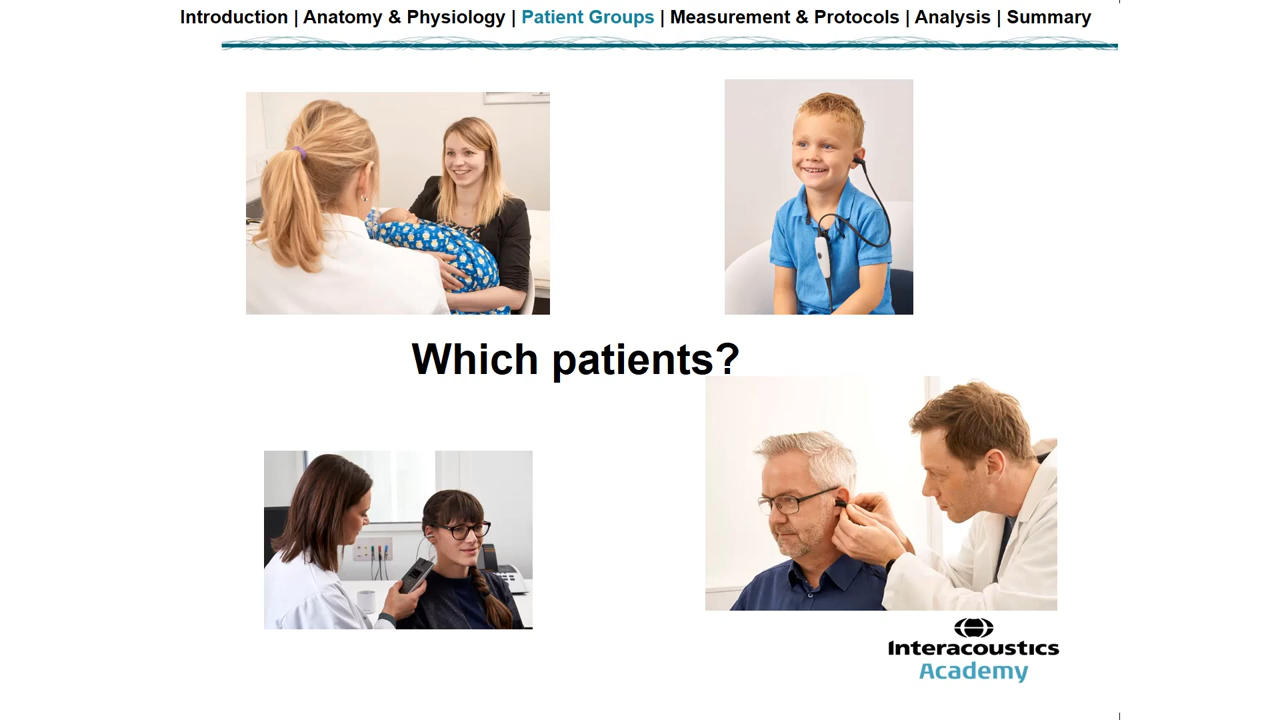 Introduction | Anatomy & Physiology | Patient Groups | Measurement & Protocols | Analysis | Summary
Which patients?
Interacoustics
Academy